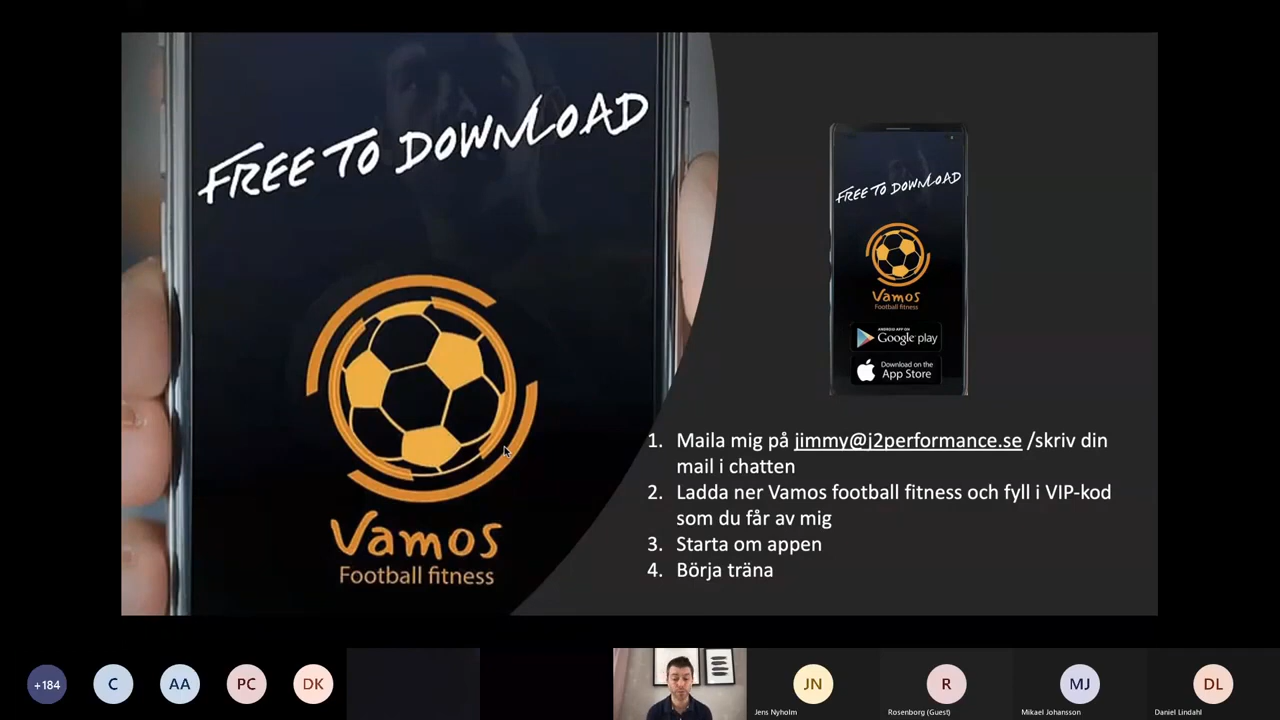 FREE TO DOWNLOAD
Vamos
Football fitness
FREE TO DOWNLOAD
Vamos
Football fitness
ANDROID APP ON
Google play
Download on the
App Store
1. Maila mig på jimmy@j2performance.se /skriv din
mail i chatten
2. Ladda ner Vamos football fitness och fyll i VIP-kod
som du får av mig
3. Starta om appen
4. Börja träna
+184
C
AA
PC
DK
JN
Jens Nyholm
R
Rosenborg (Guest)
MJ
Mikael Johansson
DL
Daniel Lindahl